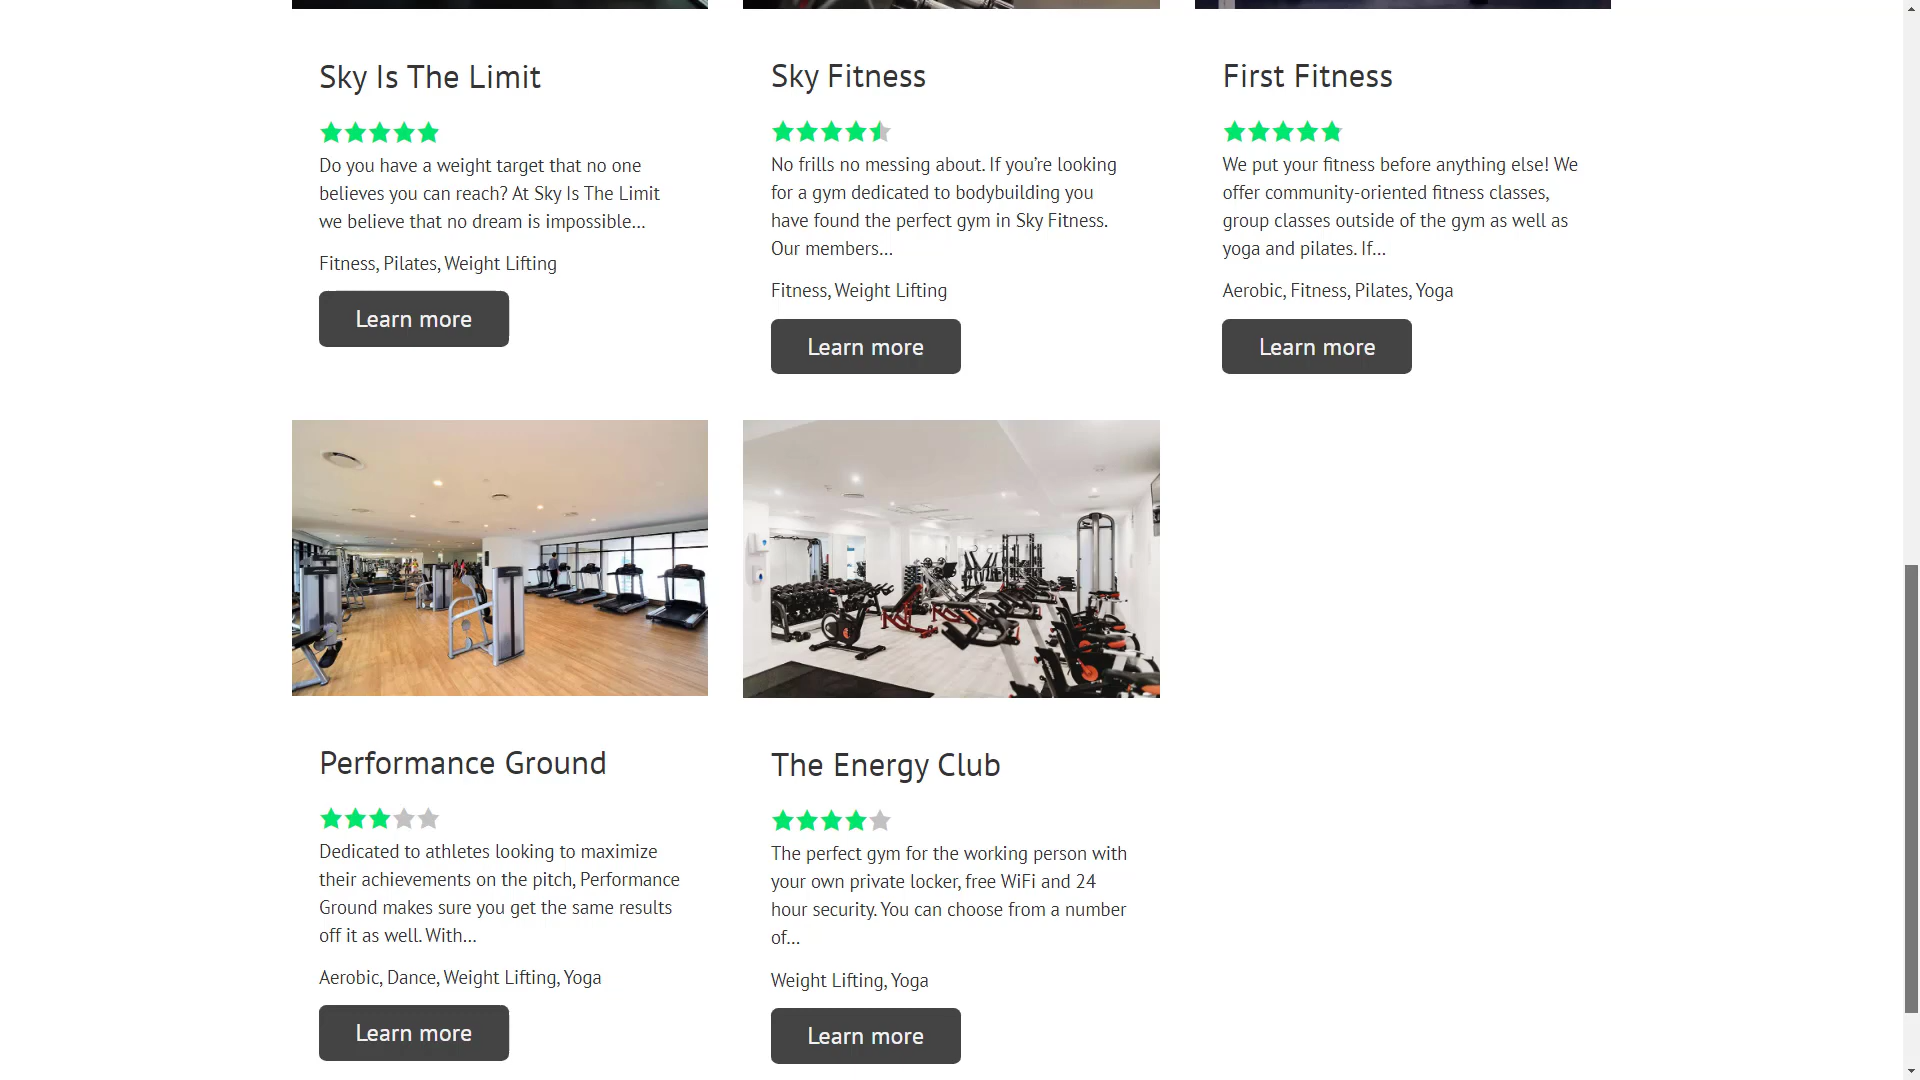 Sky Is The Limit
Do you have a weight target that no one
believes you can reach? At Sky Is The Limit
we believe that no dream is impossible...
Fitness, Pilates, Weight Lifting
Learn more
Sky Fitness
No frills no messing about. If you’re looking
for a gym dedicated to bodybuilding you
have found the perfect gym in Sky Fitness.
Our members...
Fitness, Weight Lifting
Learn more
First Fitness
We put your fitness before anything else! We
offer community-oriented fitness classes,
group classes outside of the gym as well as
yoga and pilates. If...
Aerobic, Fitness, Pilates, Yoga
Learn more
Performance Ground
Dedicated to athletes looking to maximize
their achievements on the pitch, Performance
Ground makes sure you get the same results
off it as well. With...
Aerobic, Dance, Weight Lifting, Yoga
Learn more
The Energy Club
The perfect gym for the working person with
your own private locker, free WiFi and 24
hour security. You can choose from a number
of...
Weight Lifting, Yoga
Learn more